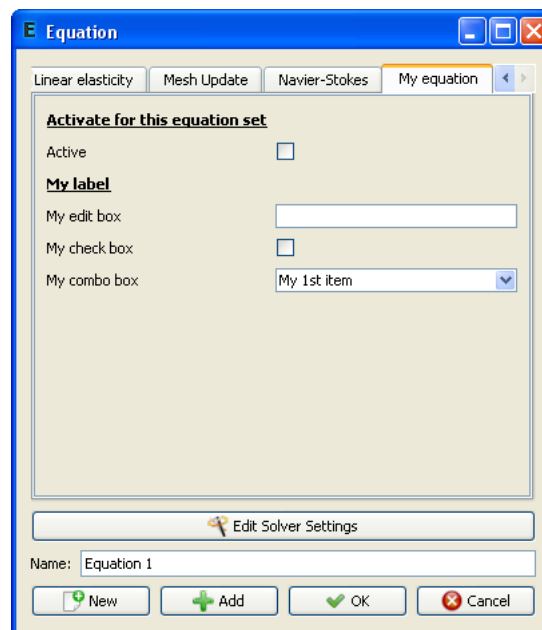 E Equation
Linear elasticity Mesh Update Navier-Stokes My equation
Activate for this equation set
Active
My label
My edit box
My check box
My combo box My 1st item
Edit Solver Settings
Name: Equation 1
New Add OK Cancel